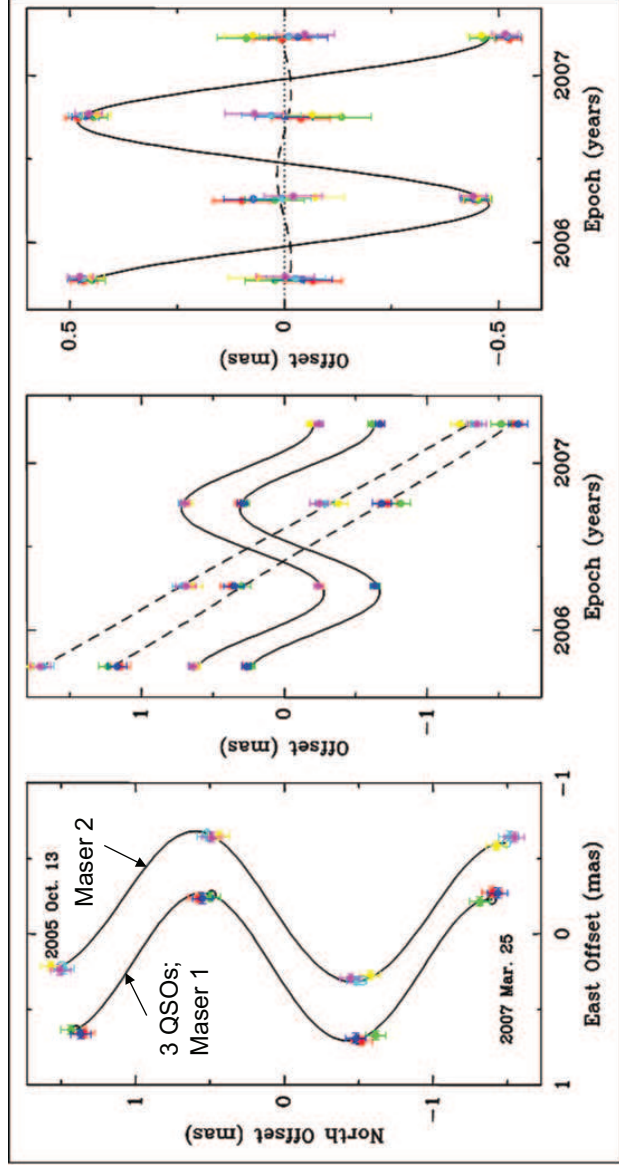 North Offset (mas)
1
0
-1
2005 Oct. 13
Maser 2
3 QSOs;
Maser 1
2007 Mar. 25
1
0
-1
East Offset (mas)
Offset (mas)
1
0
-1
2006
2007
Epoch (years)
Offset (mas)
0.5
0
-0.5
2006
2007
Epoch (years)